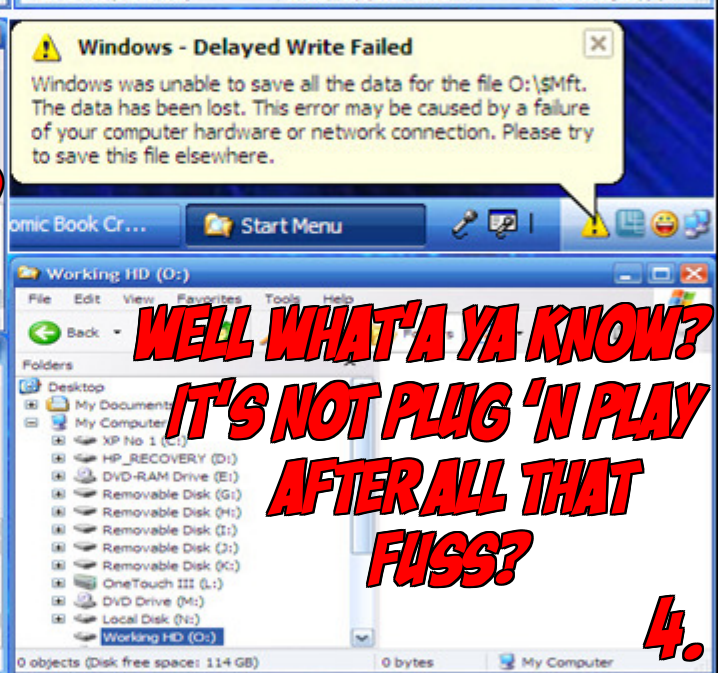 Windows - Delayed Write Failed
Windows was unable to save all the data for the file O:\$Mft.
The data has been lost. This error may be caused by a failure
of your computer hardware or network connection. Please try
to save this file elsewhere.
omic Book Cr... Start Menu
Working HD (O:)
File Edit View Favorites Tools Help
Back
WELL WHAT'A YA KNOW?
Folders
Desktop
My Documents
IT'S NOT PLUG 'N PLAY
My Computer
XP No 1 (C:)
HP_RECOVERY (D:)
AFTER ALL THAT
DVD-RAM Drive (E:)
Removable Disk (G:)
Removable Disk (H:)
Removable Disk (I:)
FUSS?
Removable Disk (J:)
Removable Disk (K:)
OneTouch III (L:)
DVD Drive (M:)
Local Disk (N:)
4.
Working HD (O:)
0 objects (Disk free space: 114 GB) 0 bytes My Computer